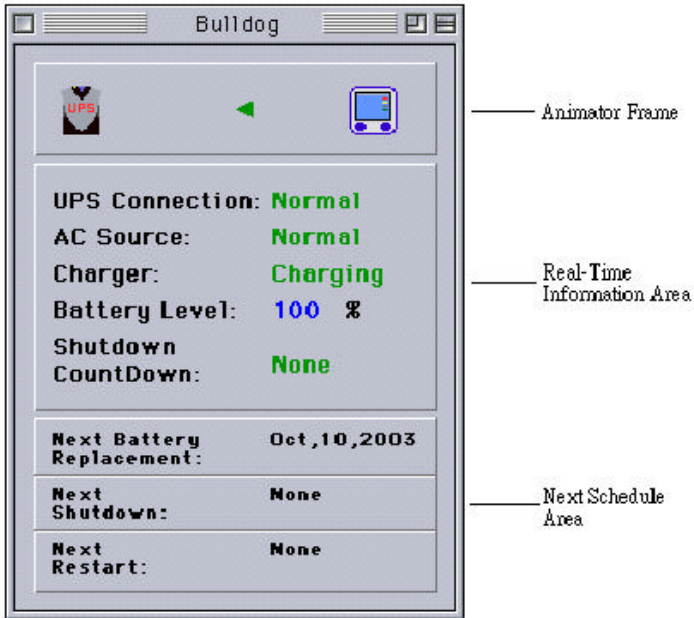 Bulldog
UPS
Animator Frame
UPS Connection: Normal
AC Source: Normal
Charger: Charging
Battery Level: 100 %
Shutdown
CountDown: None
Real-Time
Information Area
Next Battery
Replacement: Oct,10,2003
Next
Shutdown: None
Next
Restart: None
Next Schedule
Area